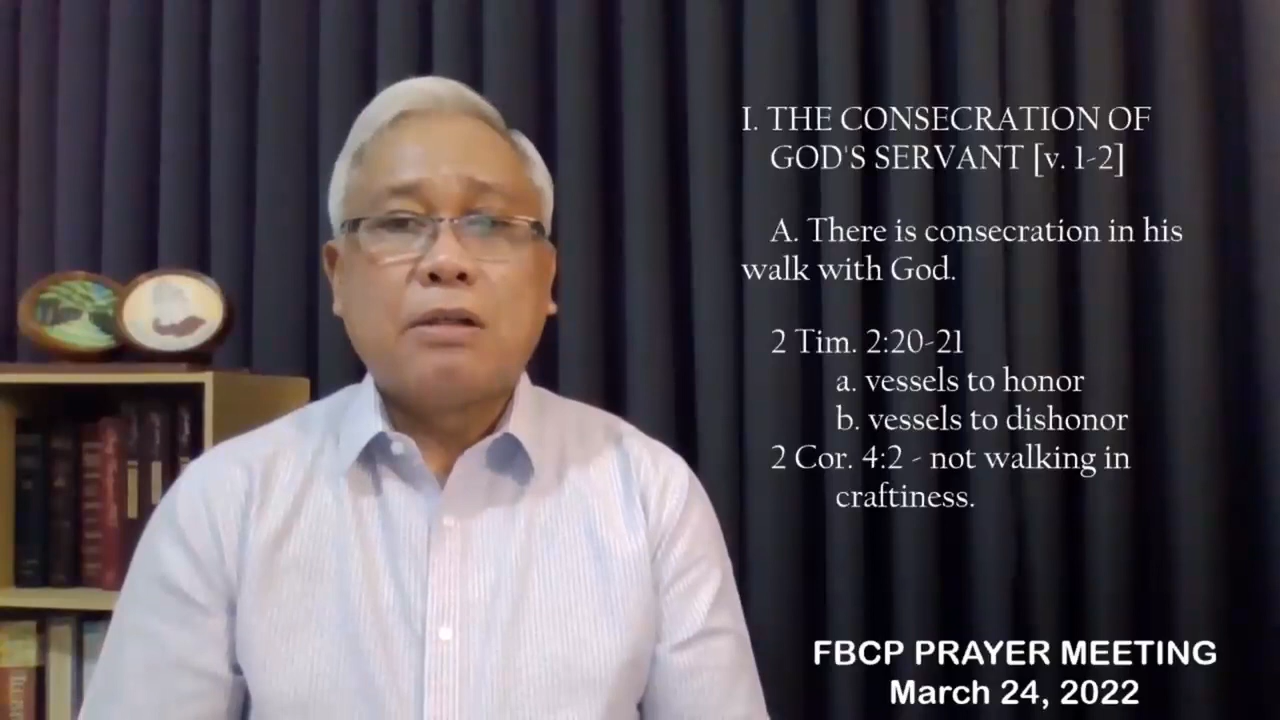 I. THE CONSECRATION OF
GOD'S SERVANT [v. 1-2]
A. There is consecration in his
walk with God.
2 Tim. 2:20-21
a. vessels to honor
b. vessels to dishonor
2 Cor. 4:2 - not walking in
craftiness.
FBCP PRAYER MEETING
March 24, 2022